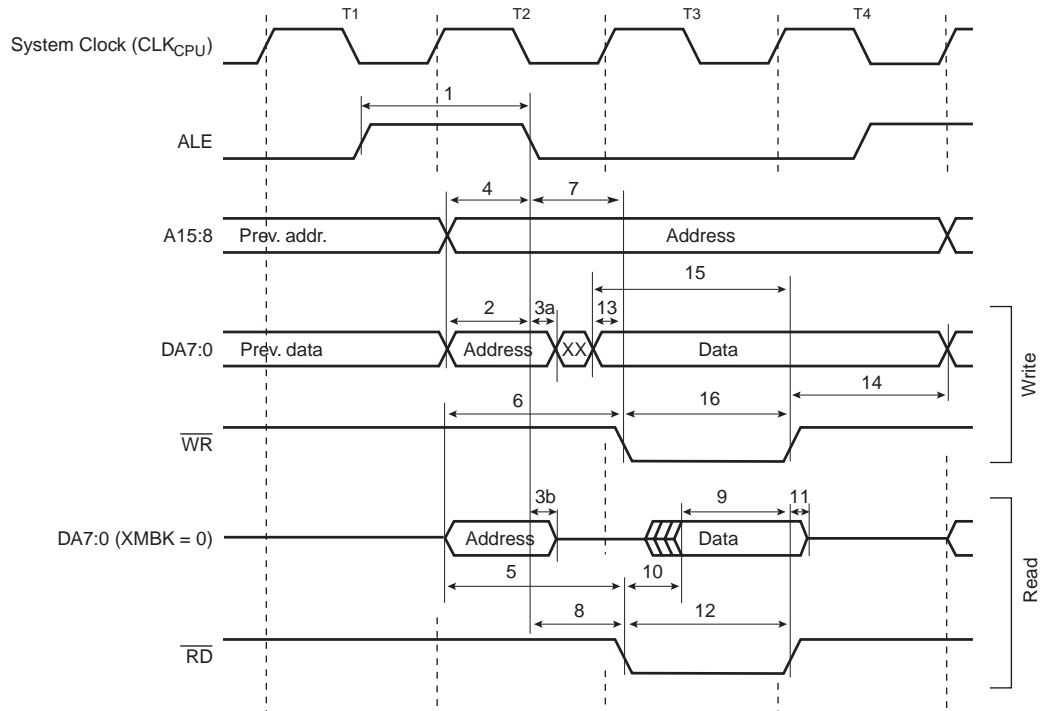 T1 T2 T3 T4
System Clock (CLKCPU)
1
ALE
4 7
A15:8 Prev. addr. Address
15
2 3a 13
DA7:0 Prev. data Address XX Data
14
6 16
WR
Write
3b 9 11
DA7:0 (XMBK = 0) Address Data
5 10
8 12
RD
Read